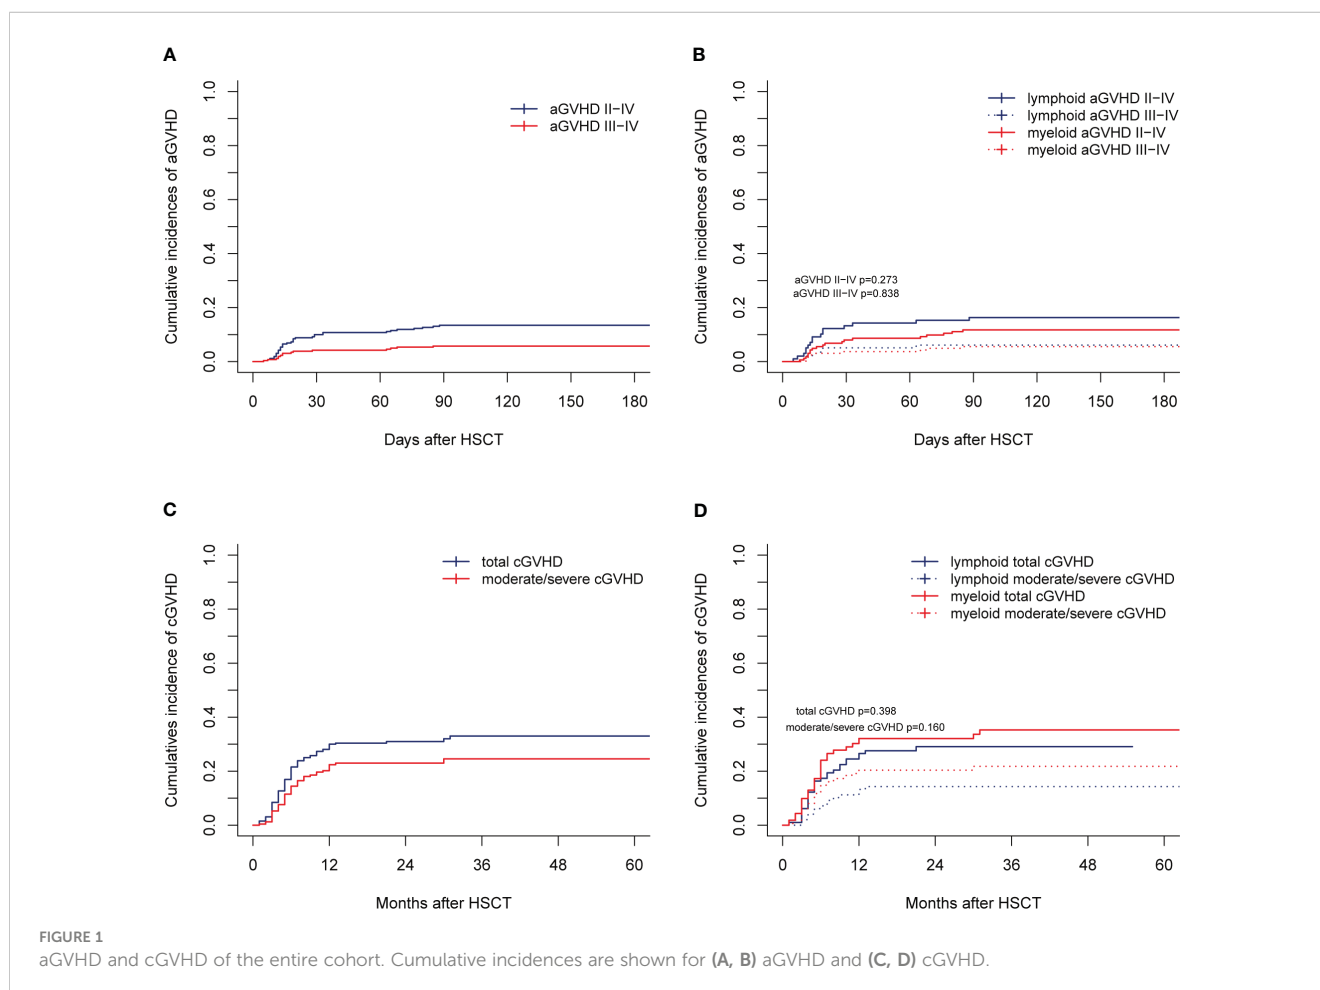 A
Cumulative incidences of aGVHD
1.0
0.8
0.6
0.4
0.2
0.0
aGVHD II−IV
aGVHD III−IV
0 30 60 90 120 150 180
Days after HSCT
B
Cumulative incidences of aGVHD
1.0
0.8
0.6
0.4
0.2
0.0
lymphoid aGVHD II−IV
lymphoid aGVHD III−IV
myeloid aGVHD II−IV
myeloid aGVHD III−IV
aGVHD II−IV p=0.273
aGVHD III−IV p=0.838
0 30 60 90 120 150 180
Days after HSCT
C
Cumulatives incidence of cGVHD
1.0
0.8
0.6
0.4
0.2
0.0
total cGVHD
moderate/severe cGVHD
0 12 24 36 48 60
Months after HSCT
D
Cumulative incidences of cGVHD
1.0
0.8
0.6
0.4
0.2
0.0
lymphoid total cGVHD
lymphoid moderate/severe cGVHD
myeloid total cGVHD
myeloid moderate/severe cGVHD
total cGVHD p=0.398
moderate/severe cGVHD p=0.160
0 12 24 36 48 60
Months after HSCT
FIGURE 1
aGVHD and cGVHD of the entire cohort. Cumulative incidences are shown for (A, B) aGVHD and (C, D) cGVHD.